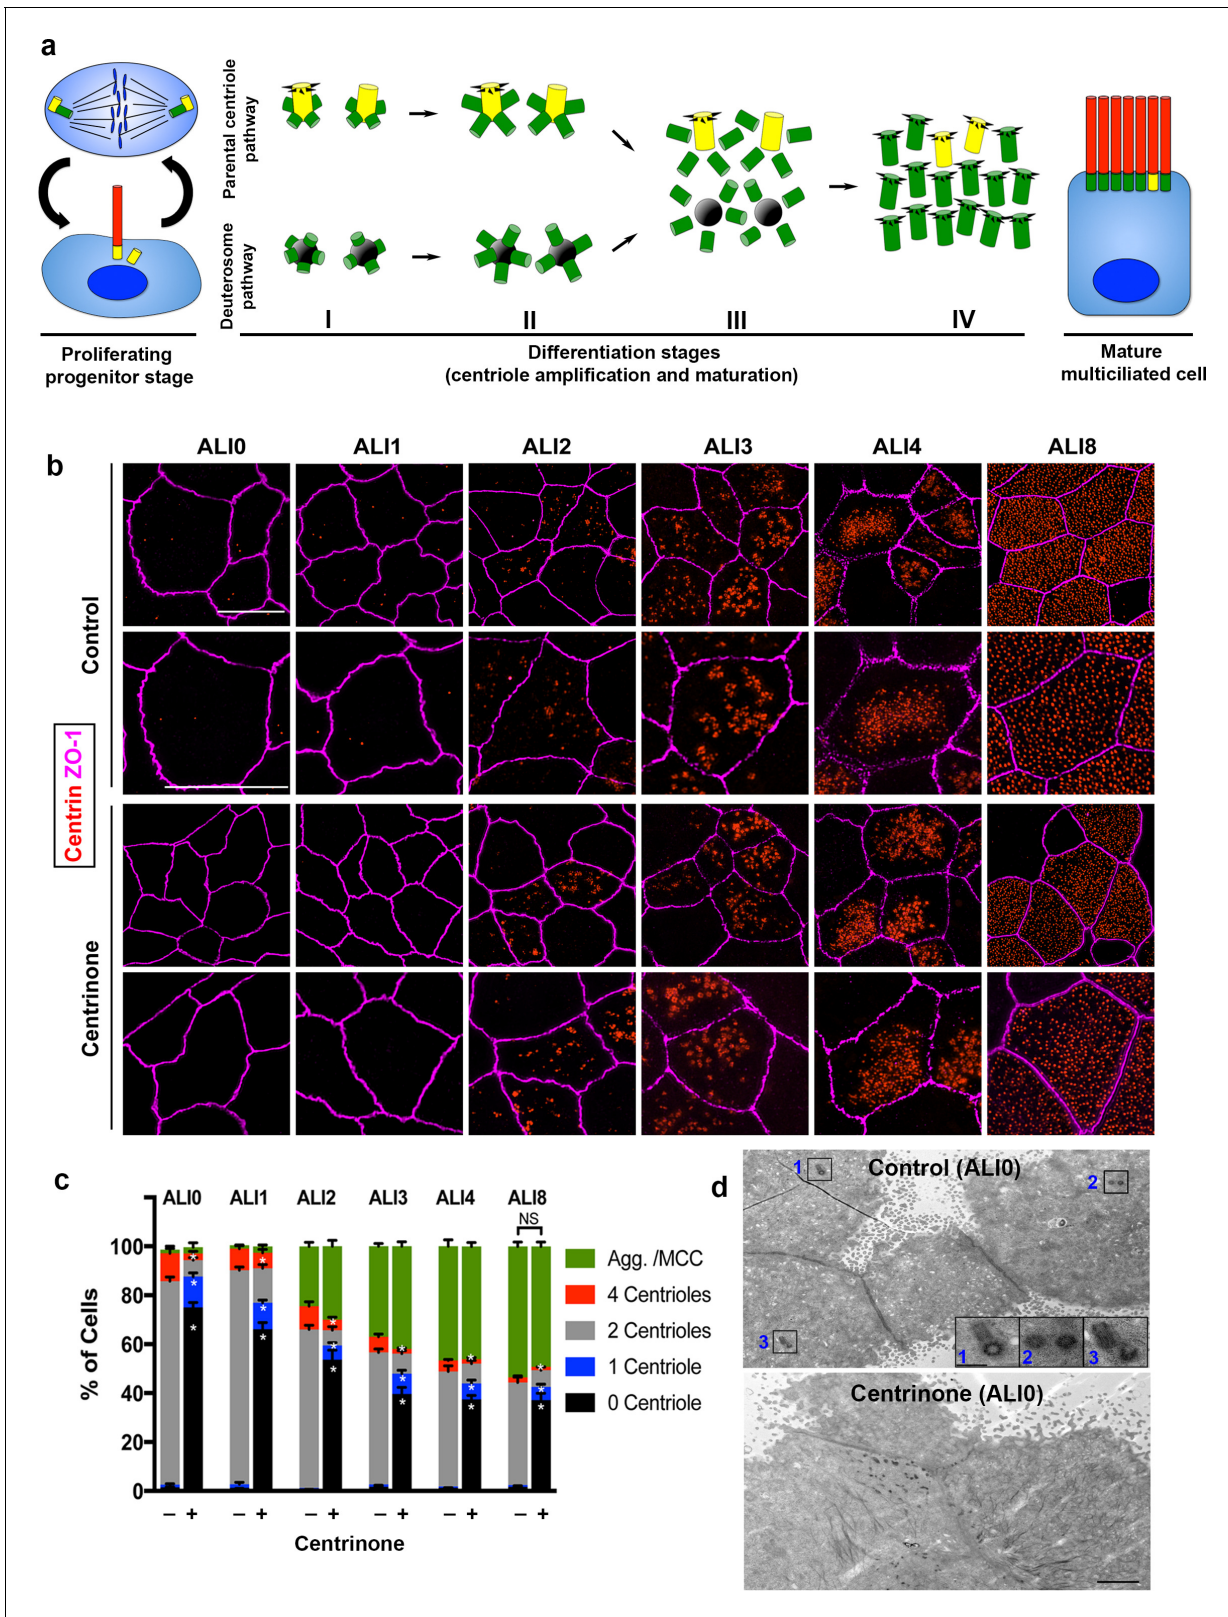 a
Parental centriole
pathway
Deuterosome
pathway
I
II
III
IV
Proliferating
progenitor stage
Differentiation stages
(centriole amplification and maturation)
Mature
multiciliated cell
b
ALI0
ALI1
ALI2
ALI3
ALI4
ALI8
Control
Centrin ZO-1
Centrinone
c
ALI0
ALI1
ALI2
ALI3
ALI4
ALI8
NS
% of Cells
100
80
60
40
20
0
* * *
* * *
* * *
* * *
* * *
* * *
Agg. /MCC
4 Centrioles
2 Centrioles
1 Centriole
0 Centriole
– + – + – + – + – + – +
Centrinone
d
Control (ALI0)
1
2
3
1
2
3
Centrinone (ALI0)